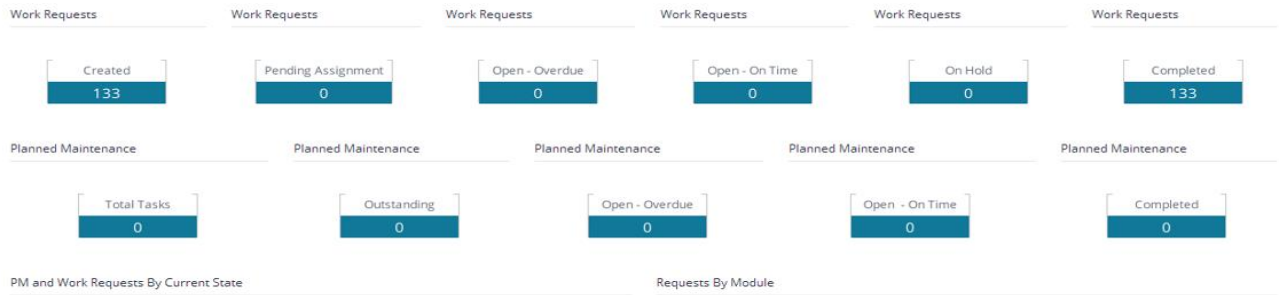 Work Requests Work Requests Work Requests Work Requests Work Requests Work Requests
Created Pending Assignment Open - Overdue Open - On Time On Hold Completed
133 0 0 0 0 133
Planned Maintenance Planned Maintenance Planned Maintenance Planned Maintenance Planned Maintenance
Total Tasks Outstanding Open - Overdue Open - On Time Completed
0 0 0 0 0
PM and Work Requests By Current State Requests By Module